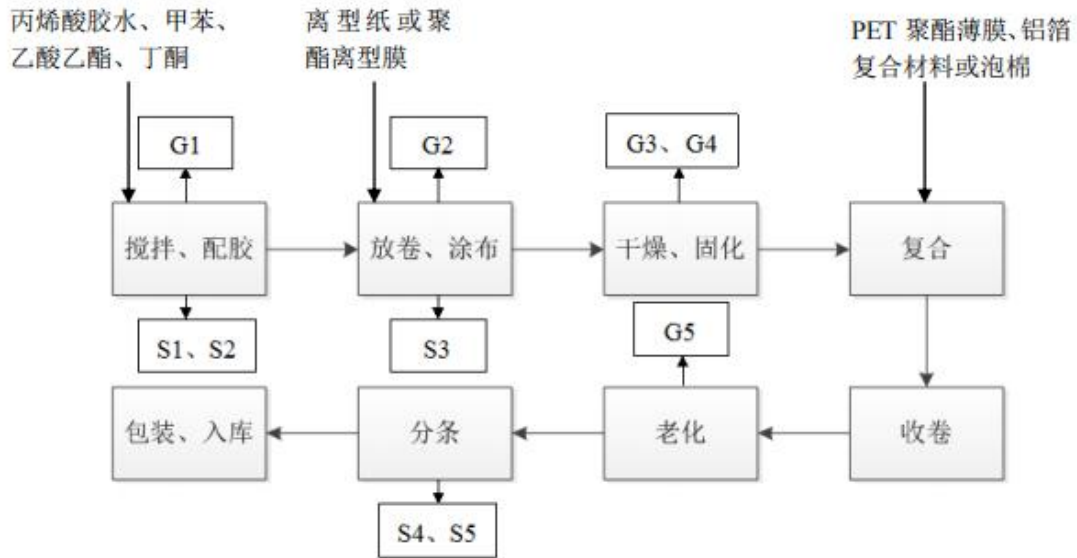 丙烯酸胶水、甲苯、
乙酸乙酯、丁酮
离型纸或聚
酯离型膜
PET 聚酯薄膜、铝箔
复合材料或泡棉
G1
G2
G3、G4
搅拌、配胶
放卷、涂布
干燥、固化
复合
S1、S2
S3
G5
包装、入库
分条
老化
收卷
S4、S5